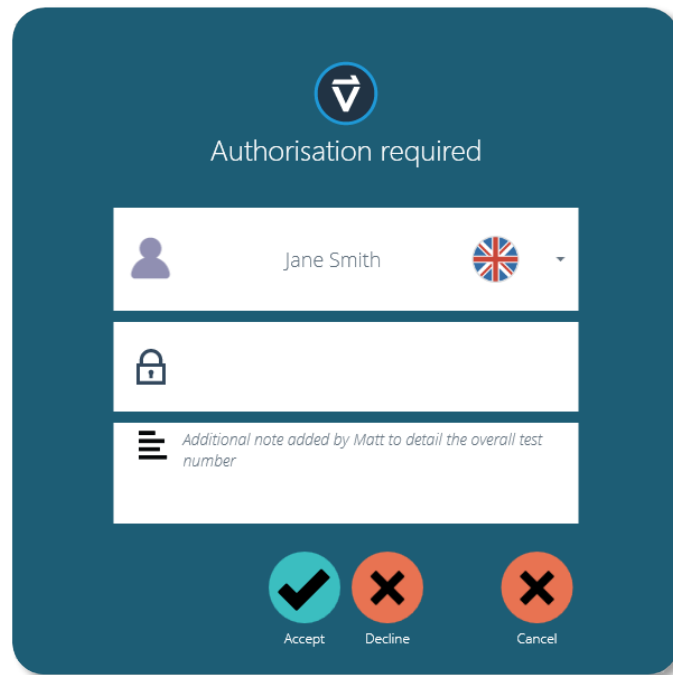 Authorisation required
Jane Smith
Additional note added by Matt to detail the overall test
number
Accept
Decline
Cancel